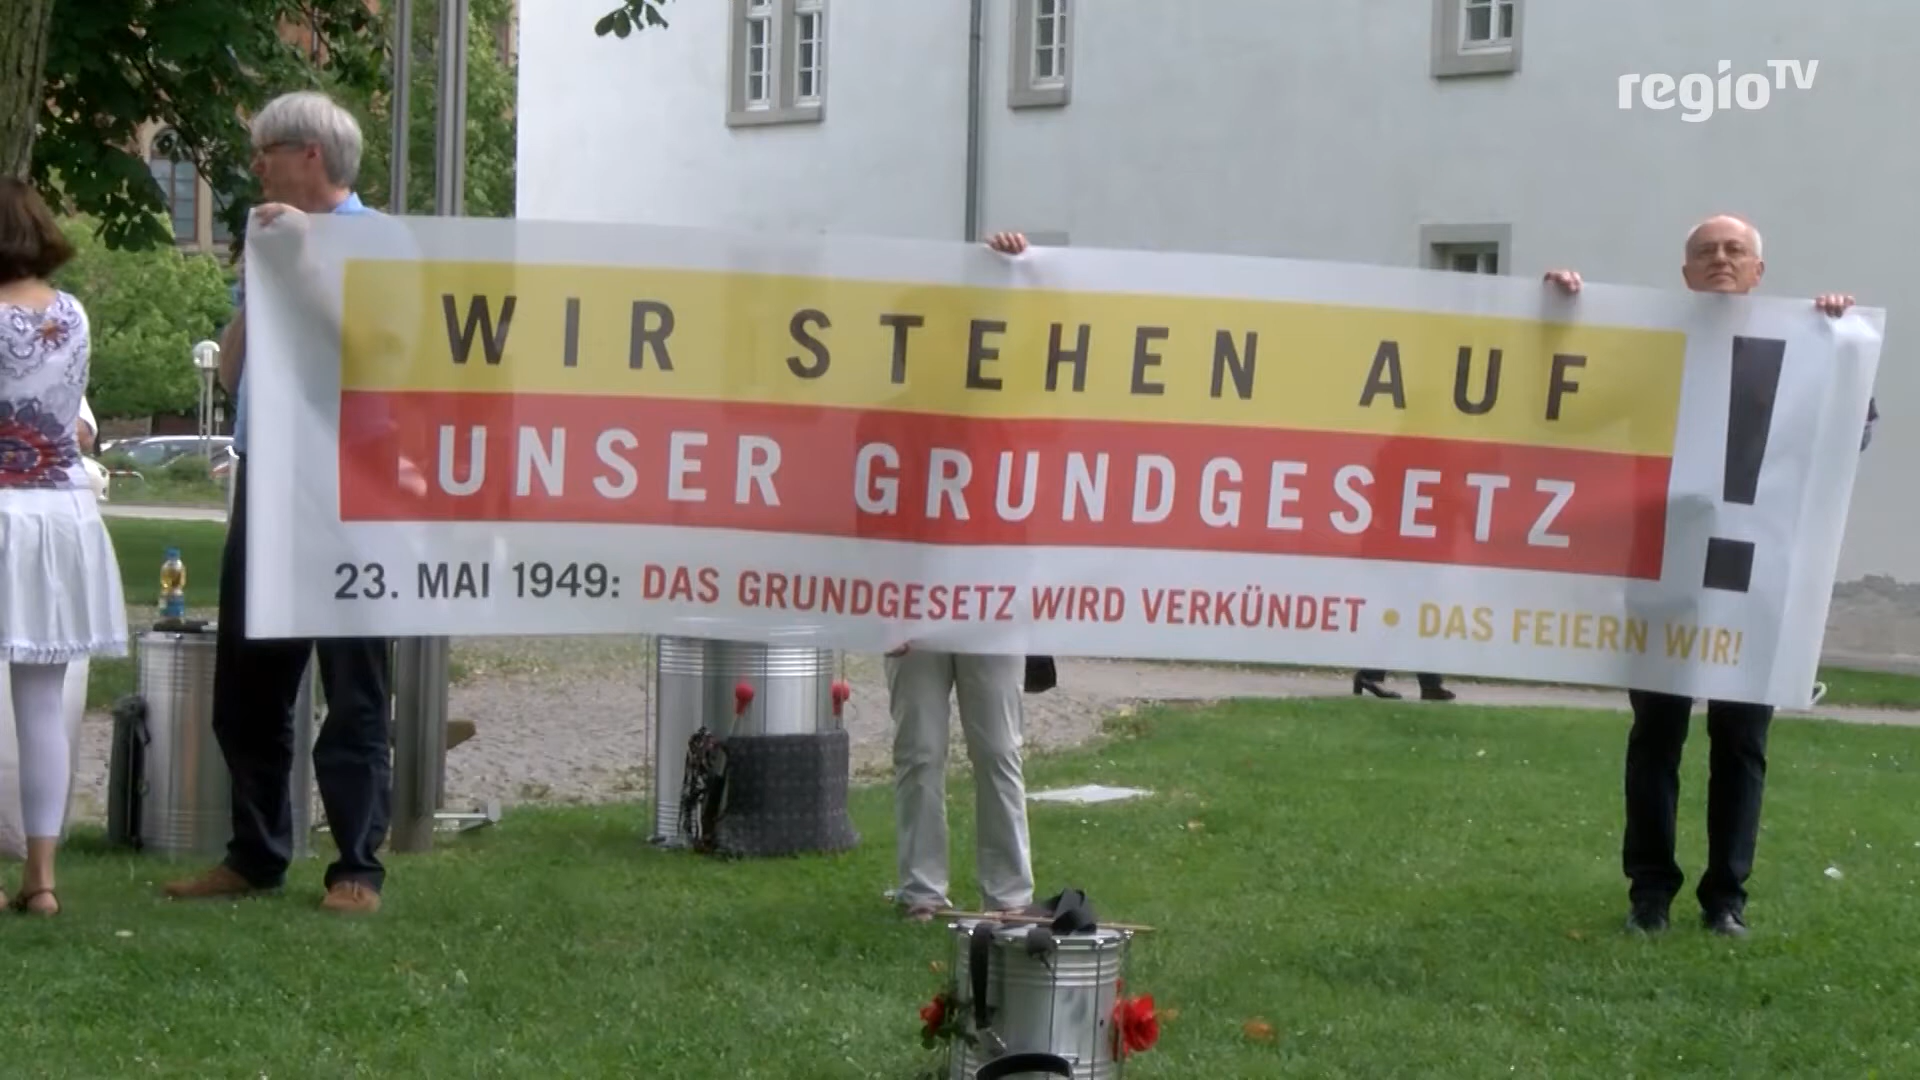 regioTV
WIR STEHEN AUF
UNSER GRUNDGESETZ !
23. MAI 1949: DAS GRUNDGESETZ WIRD VERKÜNDET • DAS FEIERN WIR!